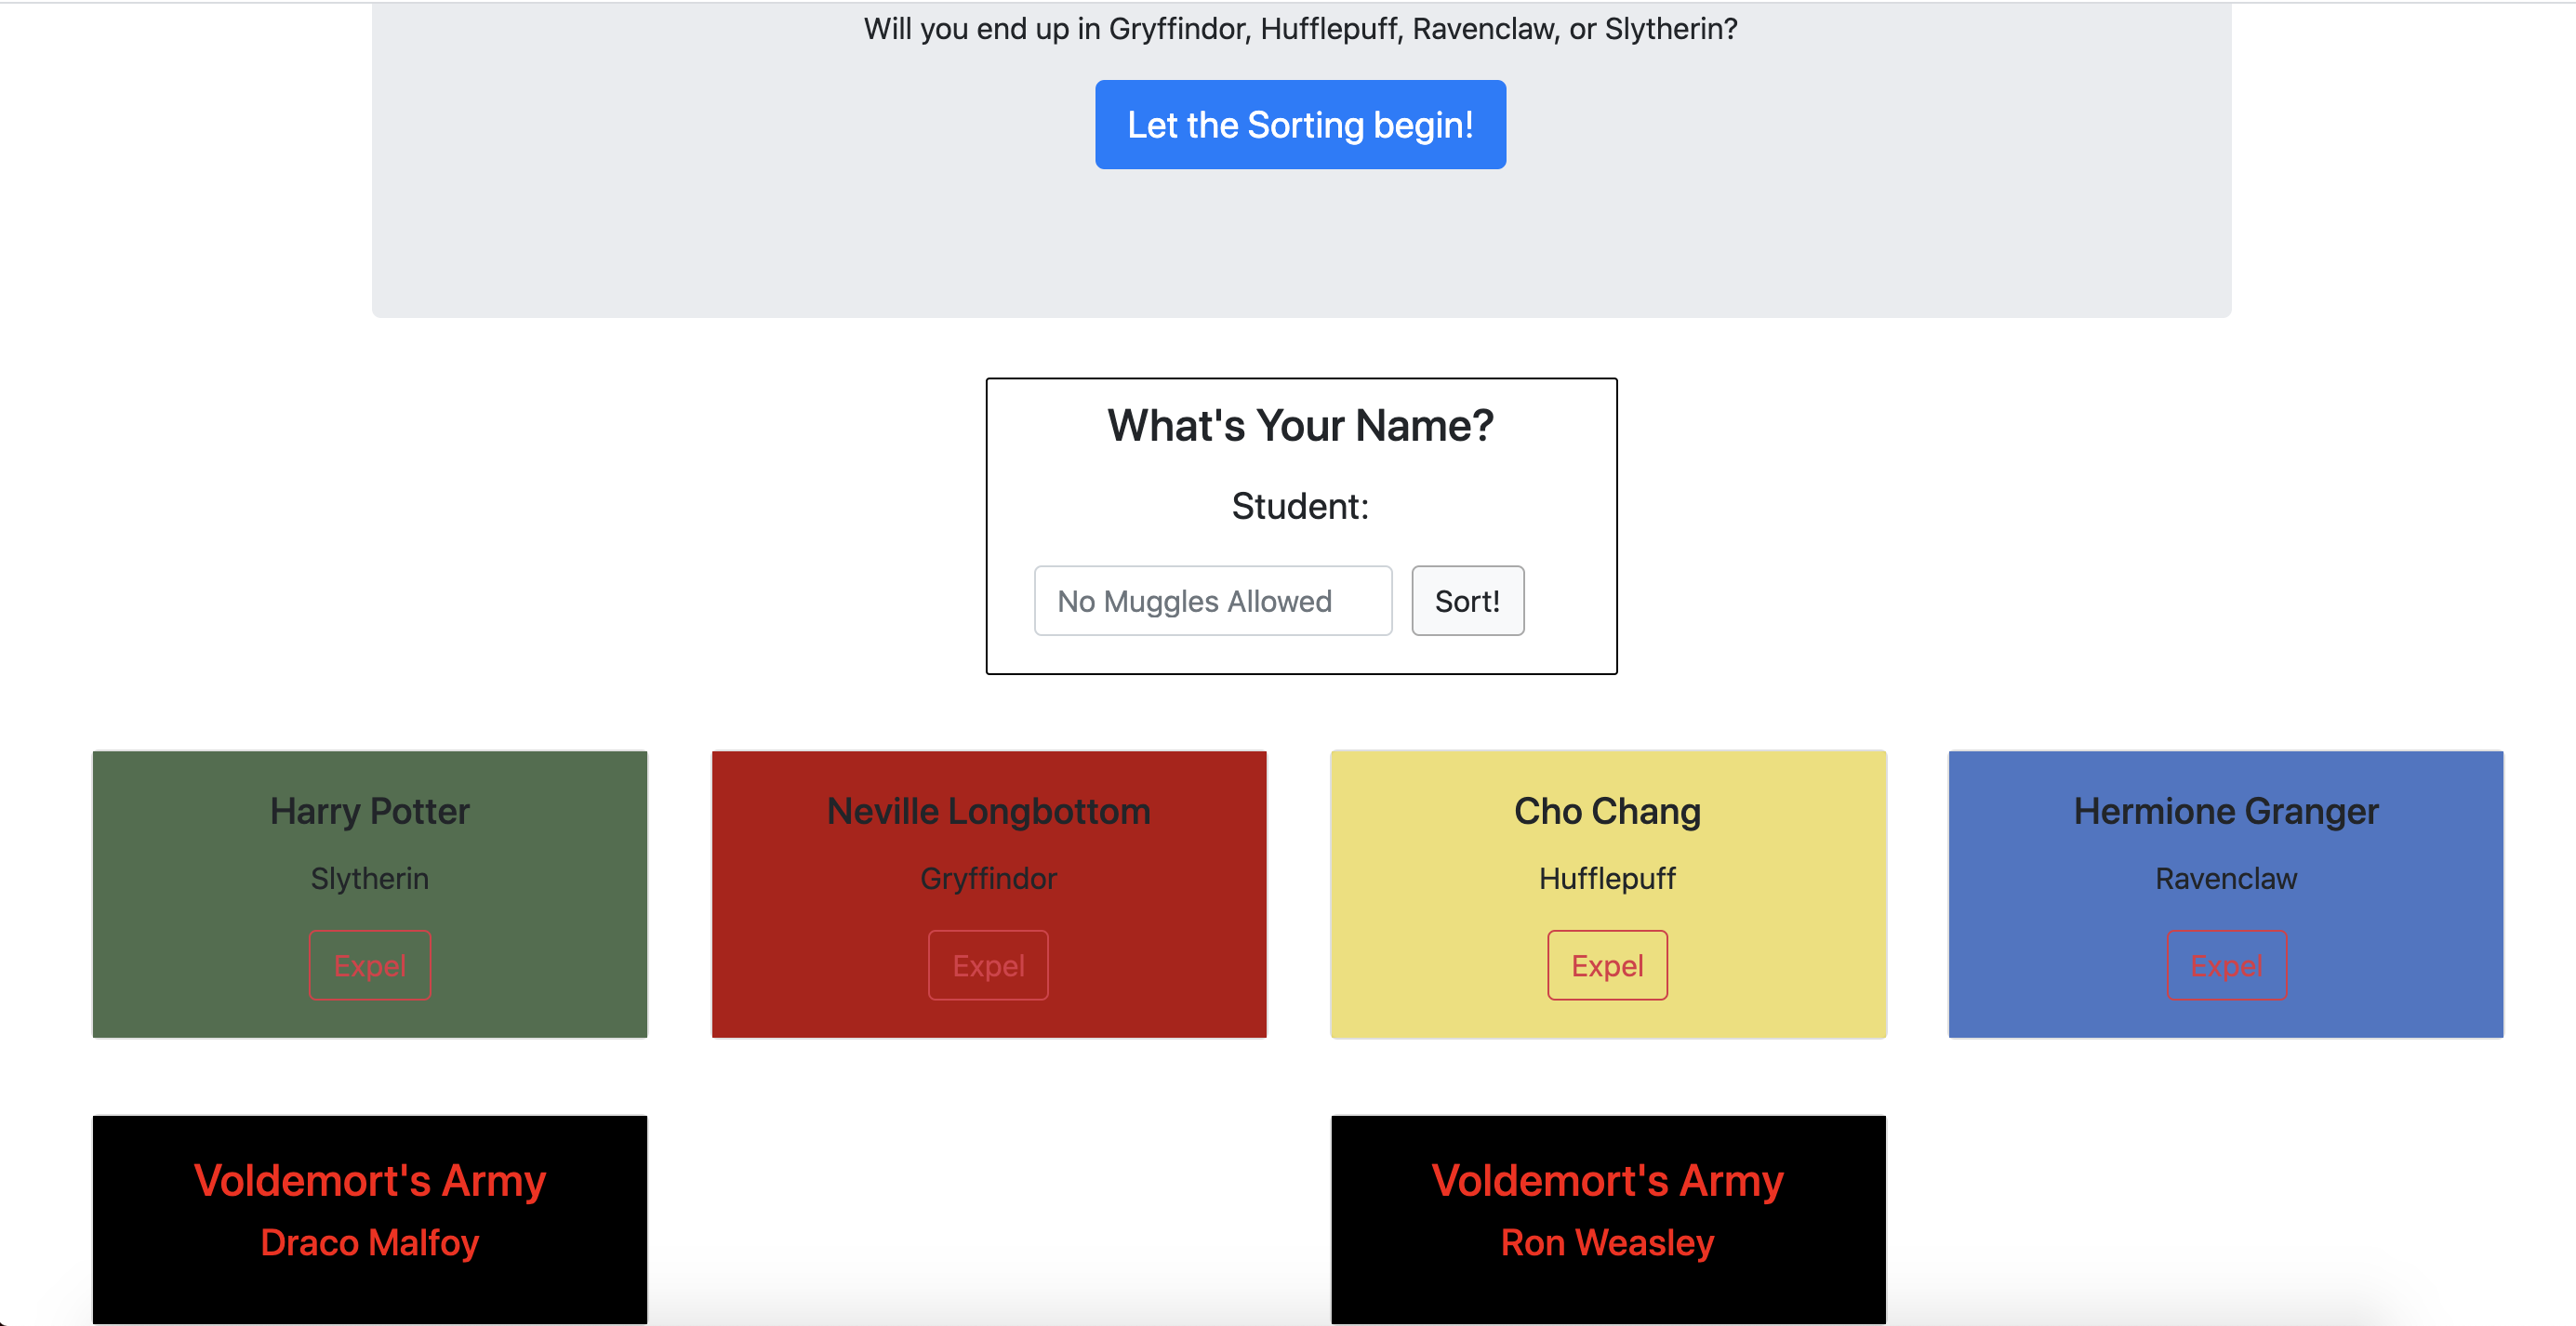 Will you end up in Gryffindor, Hufflepuff, Ravenclaw, or Slytherin?
Let the Sorting begin!
What's Your Name?
Student:
No Muggles Allowed
Sort!
Harry Potter
Slytherin
Expel
Neville Longbottom
Gryffindor
Expel
Cho Chang
Hufflepuff
Expel
Hermione Granger
Ravenclaw
Expel
Voldemort's Army
Draco Malfoy
Voldemort's Army
Ron Weasley